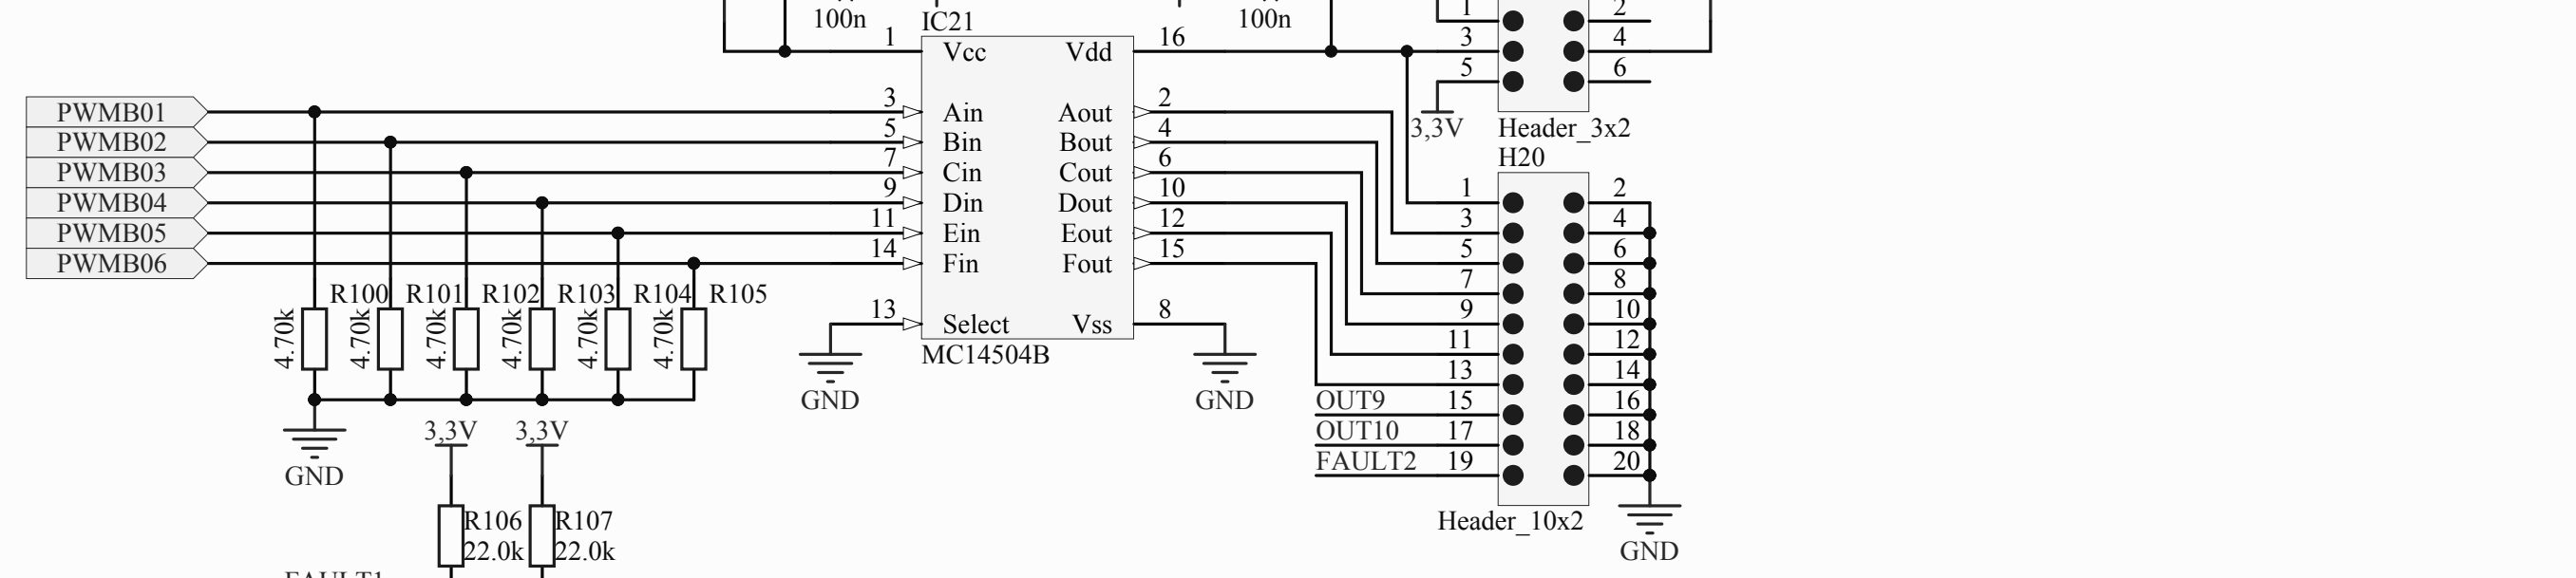 100n
IC21
100n
1
2
1
Vcc
Vdd
16
3
4
5
6
3,3V
Header_3x2
H20
PWMB01
3
Ain
Aout
2
PWMB02
5
Bin
Bout
4
PWMB03
7
Cin
Cout
6
PWMB04
9
Din
Dout
10
1
2
PWMB05
11
Ein
Eout
12
3
4
PWMB06
14
Fin
Fout
15
5
6
R100
R101
R102
R103
R104
R105
7
8
4.70k
4.70k
4.70k
4.70k
4.70k
4.70k
13
Select
Vss
8
9
10
MC14504B
11
12
13
14
GND
GND
OUT9
15
16
OUT10
17
18
FAULT2
19
20
GND
3,3V
3,3V
R106
22.0k
R107
22.0k
Header_10x2
GND
FAULT1